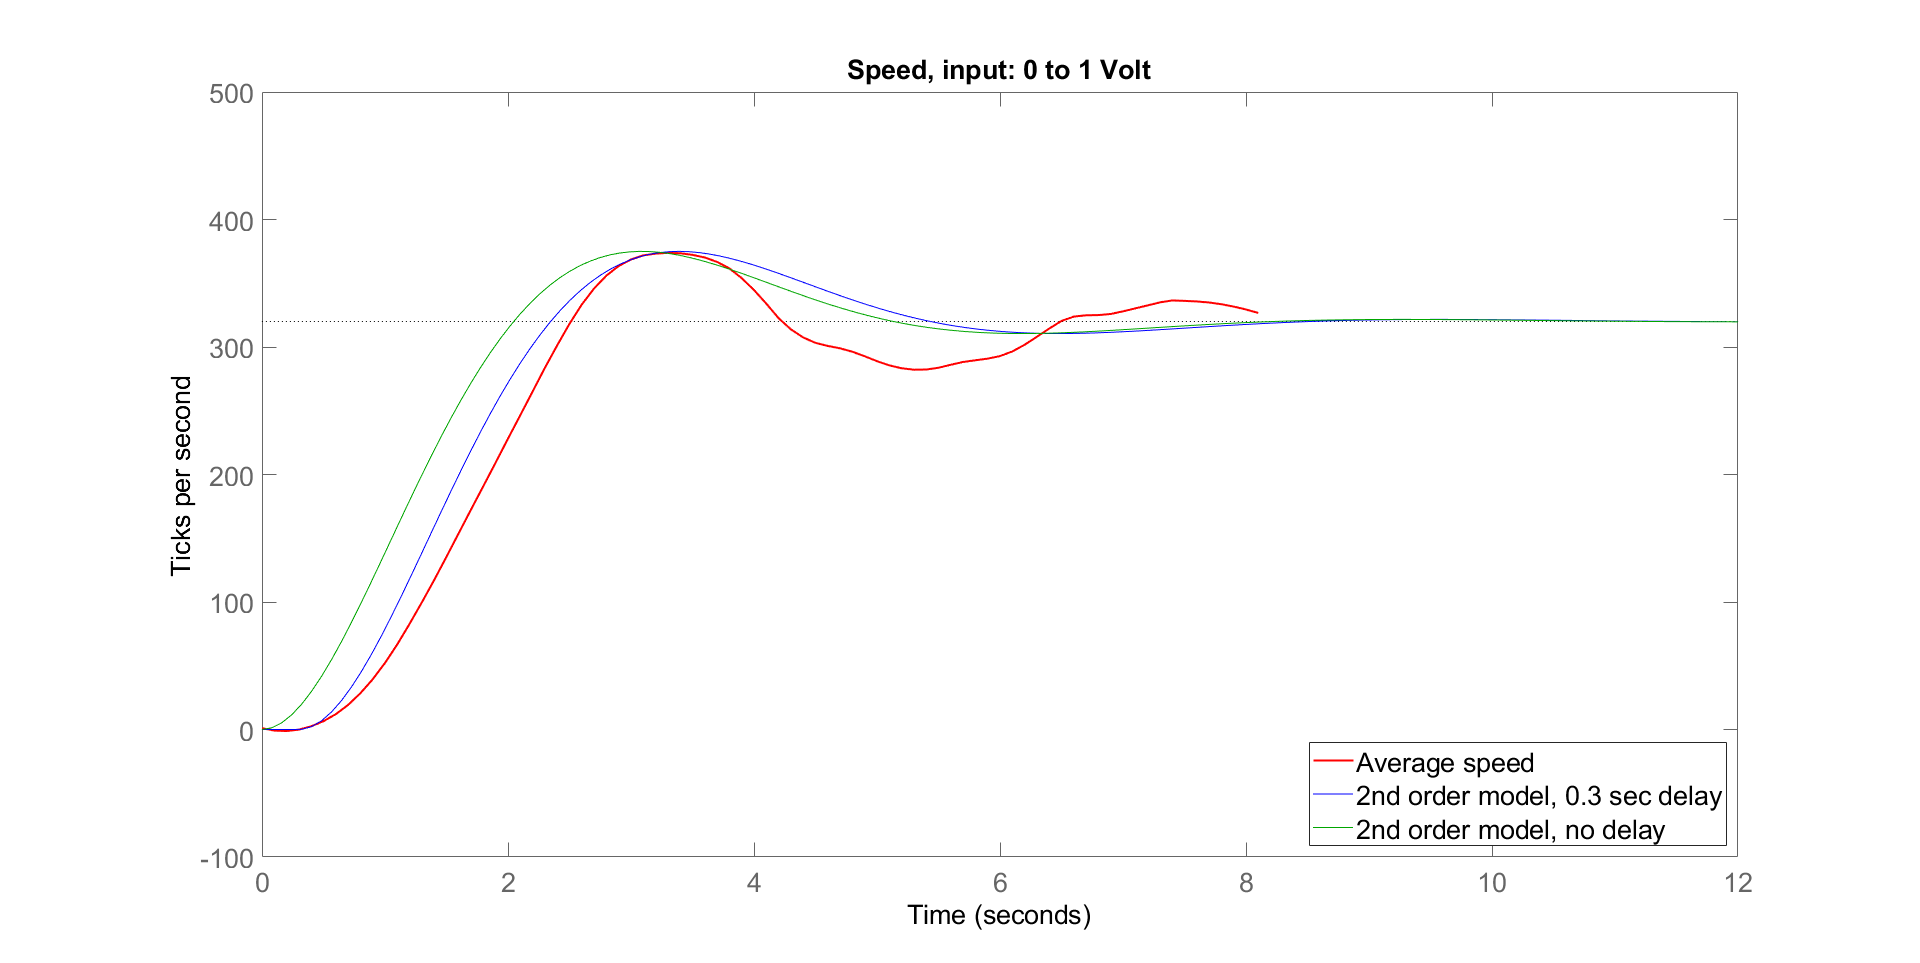 Speed, input: 0 to 1 Volt
500
400
300
200
100
0
-100
Ticks per second
0 2 4 6 8 10 12
Time (seconds)
Average speed
2nd order model, 0.3 sec delay
2nd order model, no delay